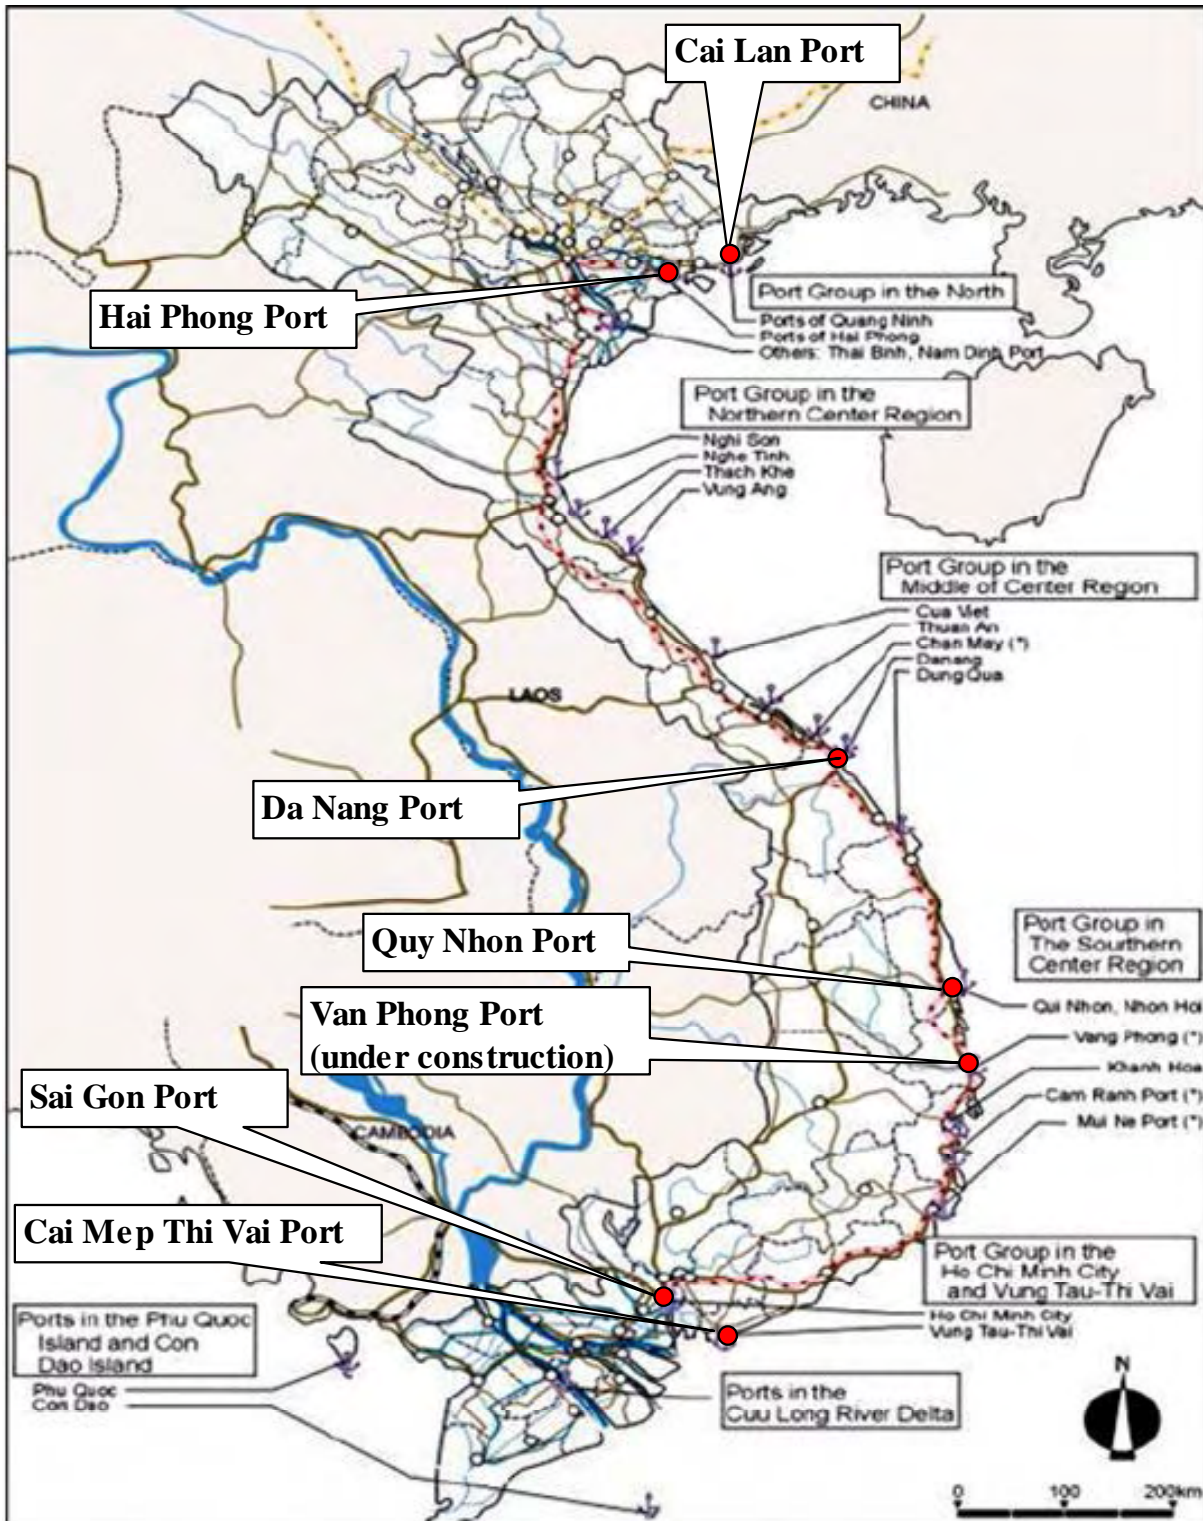 Cai Lan Port
CHINA
Hai Phong Port
Port Group in the North
Ports of Quang Ninh
Ports of Hai Phong
Others: Thai Binh, Nam Dinh Port
Port Group in the
Northern Center Region
Nghi Son
Nghe Tinh
Thach Khe
Vung Ang
Port Group in the
Middle of Center Region
Cua Viet
Thuan An
Chan May (*)
Danang
Dung Qua
LAOS
Da Nang Port
Quy Nhon Port
Port Group in
The Sourthern
Center Region
Qui Nhon, Nhon Hoi
Van Phong Port
(under construction)
Vang Phong (*)
Khanh Hoa
Cam Ranh Port (*)
Mui Ne Port (*)
Sai Gon Port
CAMBODIA
Cai Mep Thi Vai Port
Port Group in the
Ho Chi Minh City
and Vung Tau-Thi Vai
Ho Chi Minh City
Vung Tau-Thi Vai
Ports in the Phu Quoc
Island and Con
Dao Island
Phu Quoc
Con Dao
Ports in the
Cuu Long River Delta
N
0 100 200km